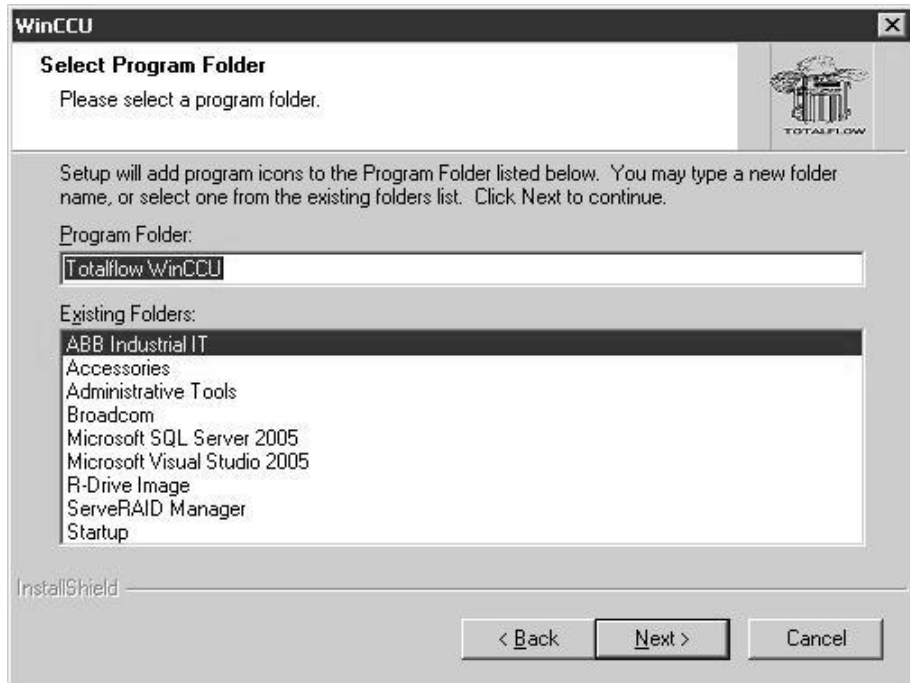 WinCCU
Select Program Folder
Please select a program folder.
TOTALFLOW
Setup will add program icons to the Program Folder listed below. You may type a new folder
name, or select one from the existing folders list. Click Next to continue.
Program Folder:
Totalflow WinCCU
Existing Folders:
ABB Industrial IT
Accessories
Administrative Tools
Broadcom
Microsoft SQL Server 2005
Microsoft Visual Studio 2005
R-Drive Image
ServeRAID Manager
Startup
InstallShield
< Back
Next >
Cancel